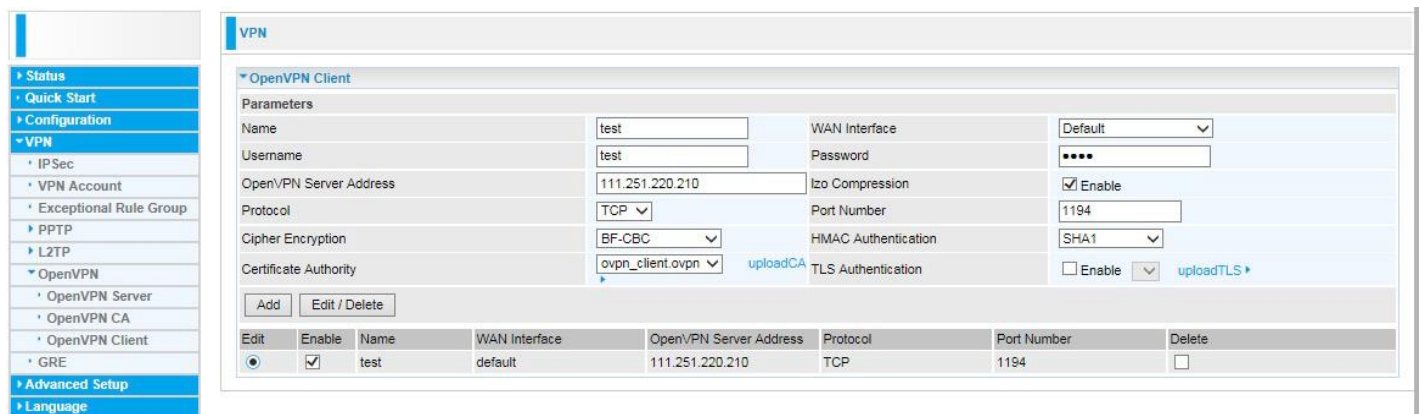 VPN
Status
Quick Start
Configuration
VPN
IPSec
VPN Account
Exceptional Rule Group
PPTP
L2TP
OpenVPN
OpenVPN Server
OpenVPN CA
OpenVPN Client
GRE
Advanced Setup
Language
OpenVPN Client
Parameters
Name test WAN Interface Default
Username test Password ••••
OpenVPN Server Address 111.251.220.210 lzo Compression Enable
Protocol TCP Port Number 1194
Cipher Encryption BF-CBC HMAC Authentication SHA1
Certificate Authority ovpn_client.ovpn uploadCA TLS Authentication Enable uploadTLS
Add Edit / Delete
Edit Enable Name WAN Interface OpenVPN Server Address Protocol Port Number Delete
test default 111.251.220.210 TCP 1194